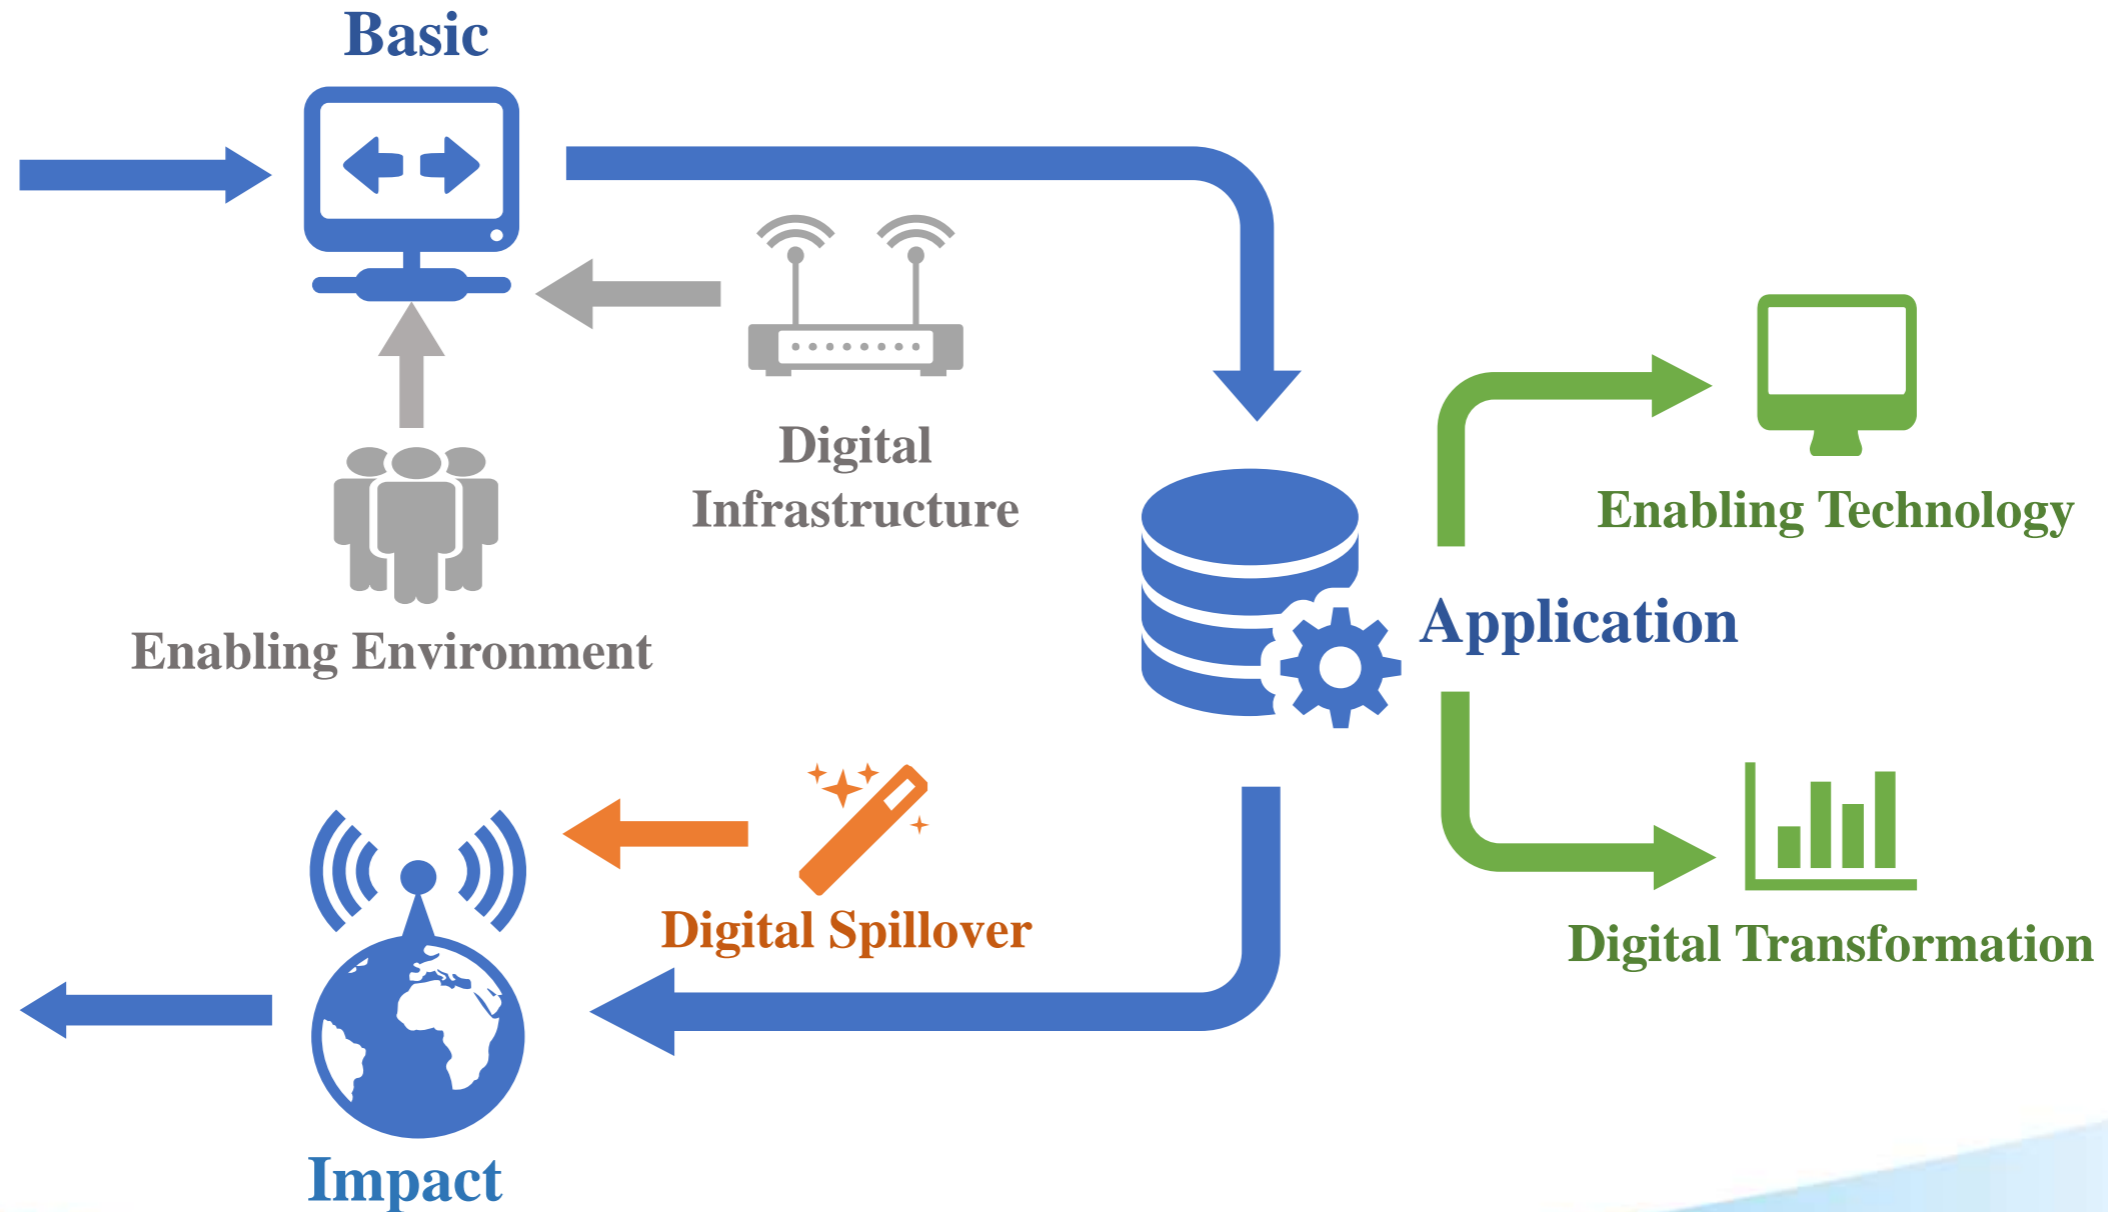 Basic
Digital
Infrastructure
Enabling Environment
Enabling Technology
Application
Digital Spillover
Digital Transformation
Impact